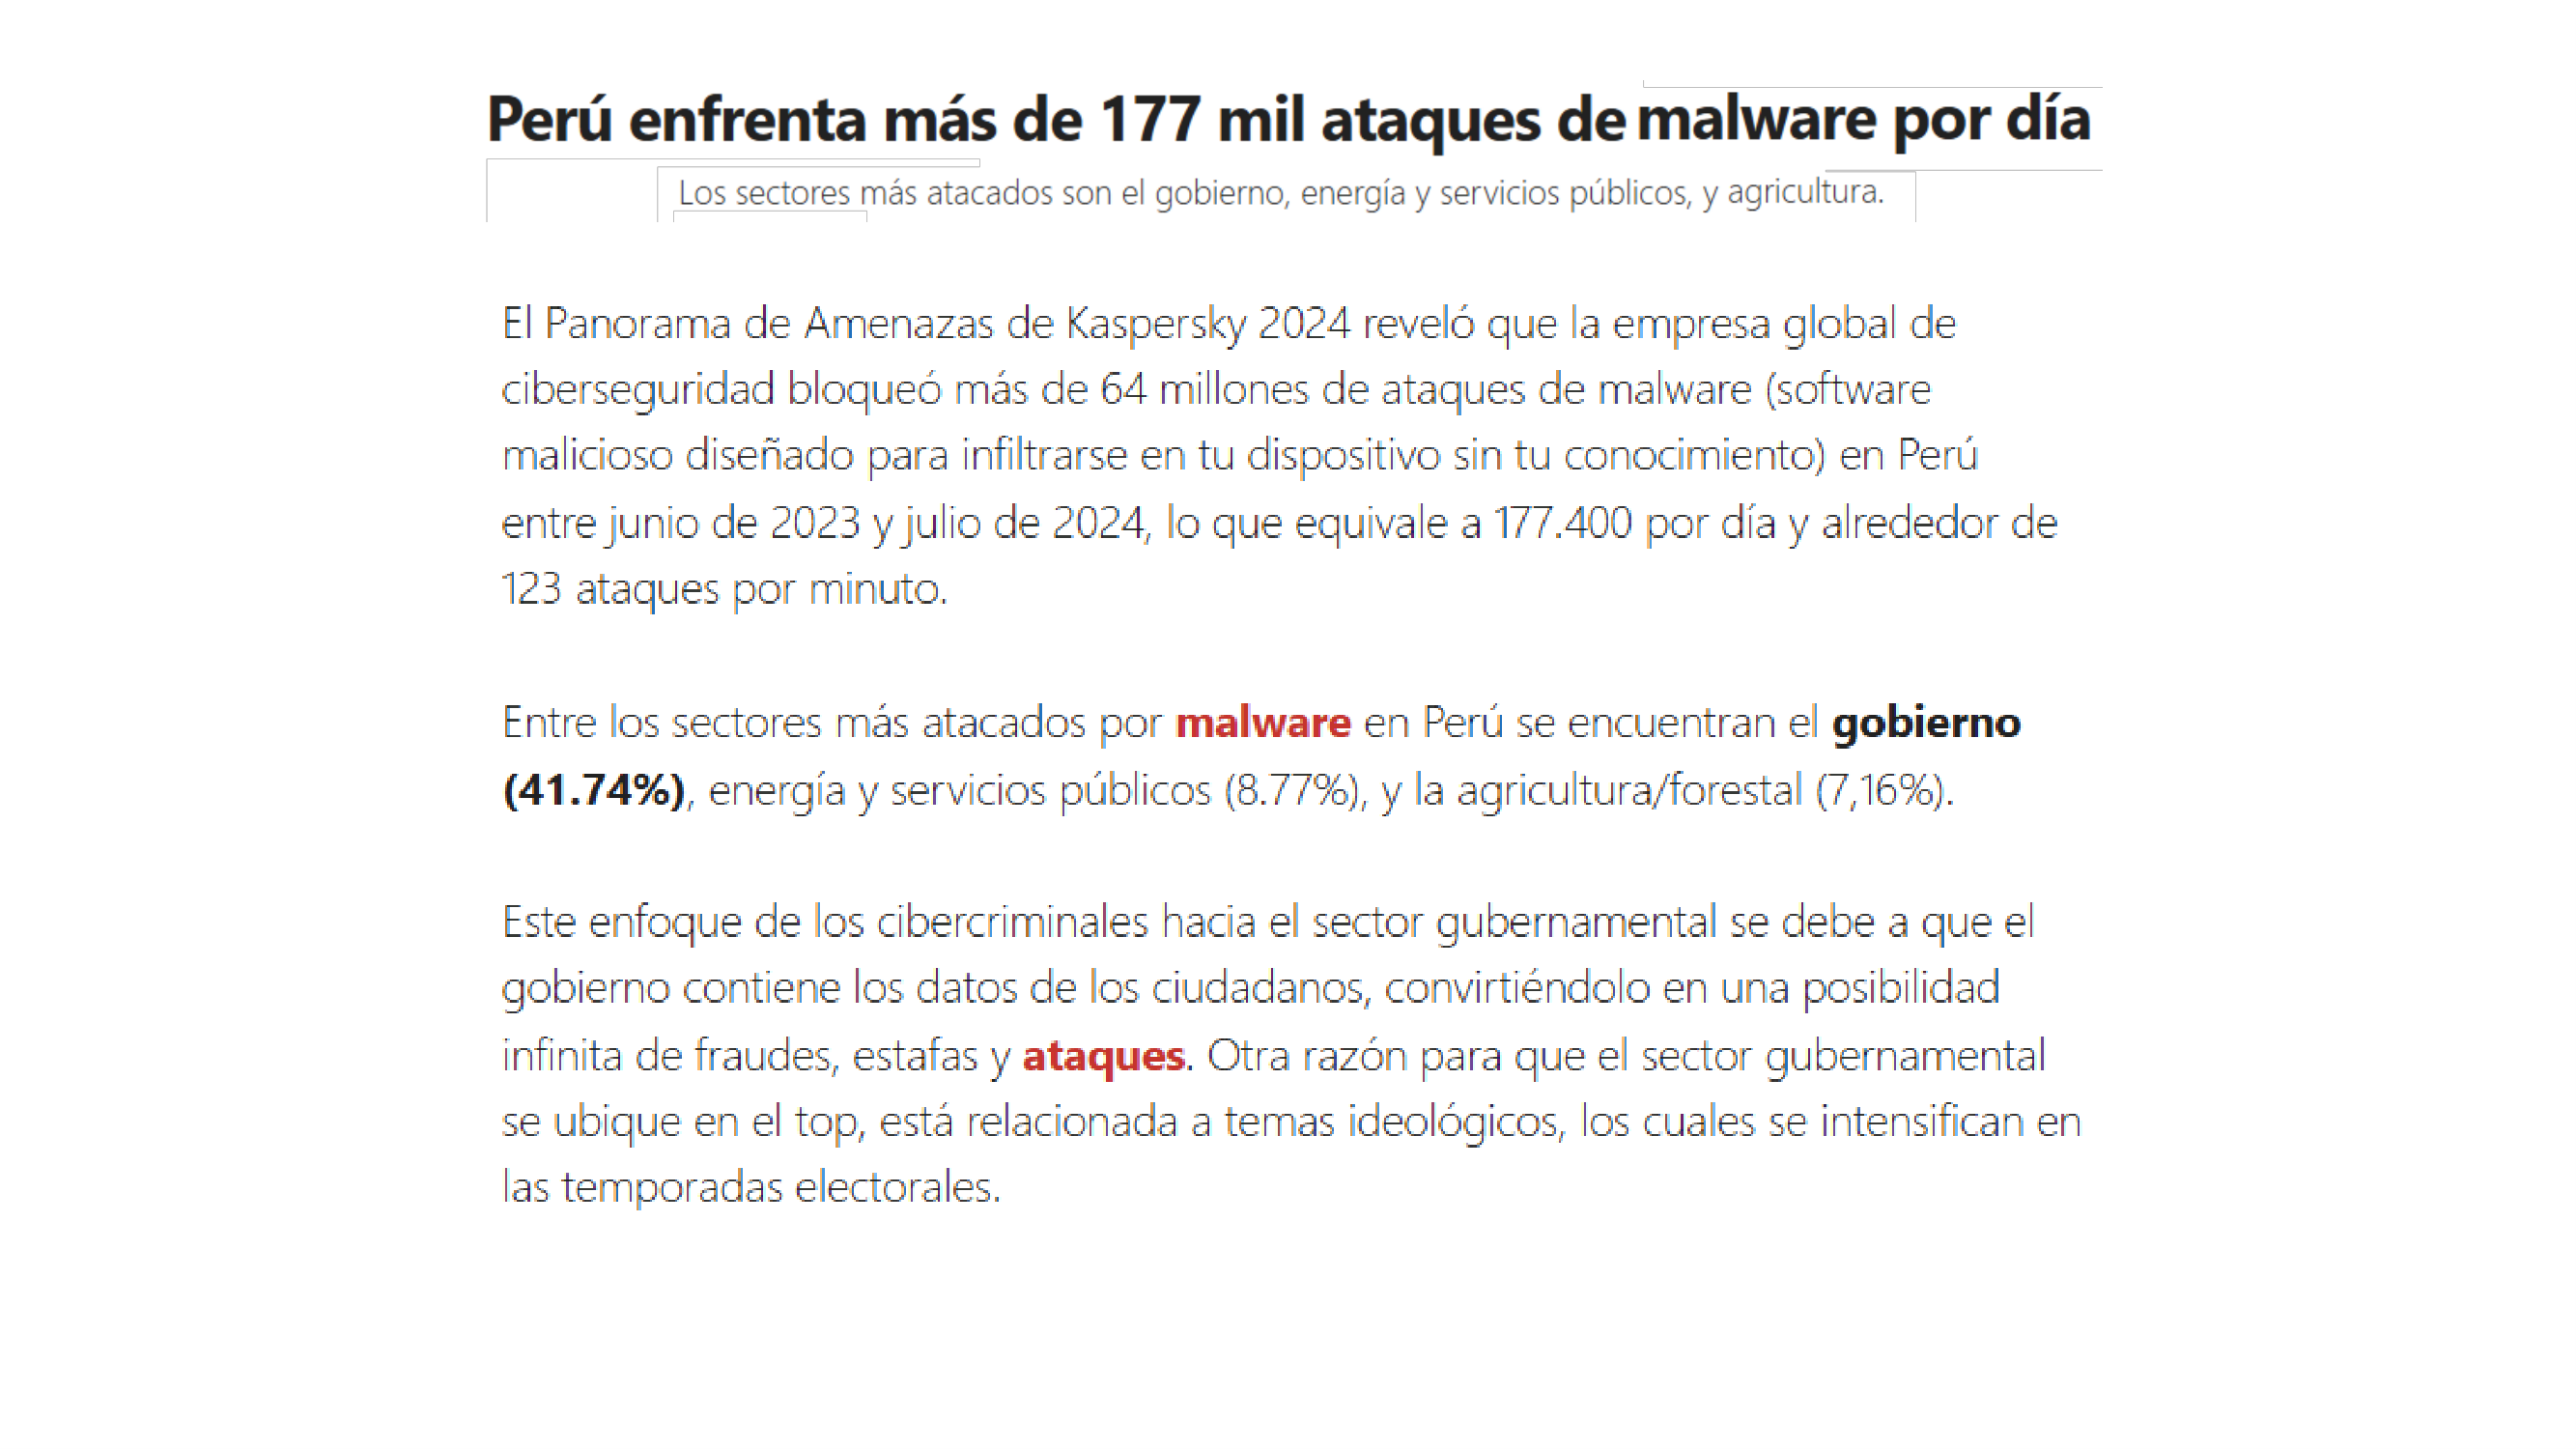 Perú enfrenta más de 177 mil ataques de malware por día
Los sectores más atacados son el gobierno, energía y servicios públicos, y agricultura.
El Panorama de Amenazas de Kaspersky 2024 reveló que la empresa global de
ciberseguridad bloqueó más de 64 millones de ataques de malware (software
malicioso diseñado para infiltrarse en tu dispositivo sin tu conocimiento) en Perú
entre junio de 2023 y julio de 2024, lo que equivale a 177.400 por día y alrededor de
123 ataques por minuto.
Entre los sectores más atacados por malware en Perú se encuentran el gobierno
(41.74%), energía y servicios públicos (8.77%), y la agricultura/forestal (7,16%).
Este enfoque de los cibercriminales hacia el sector gubernamental se debe a que el
gobierno contiene los datos de los ciudadanos, convirtiéndolo en una posibilidad
infinita de fraudes, estafas y ataques. Otra razón para que el sector gubernamental
se ubique en el top, está relacionada a temas ideológicos, los cuales se intensifican en
las temporadas electorales.